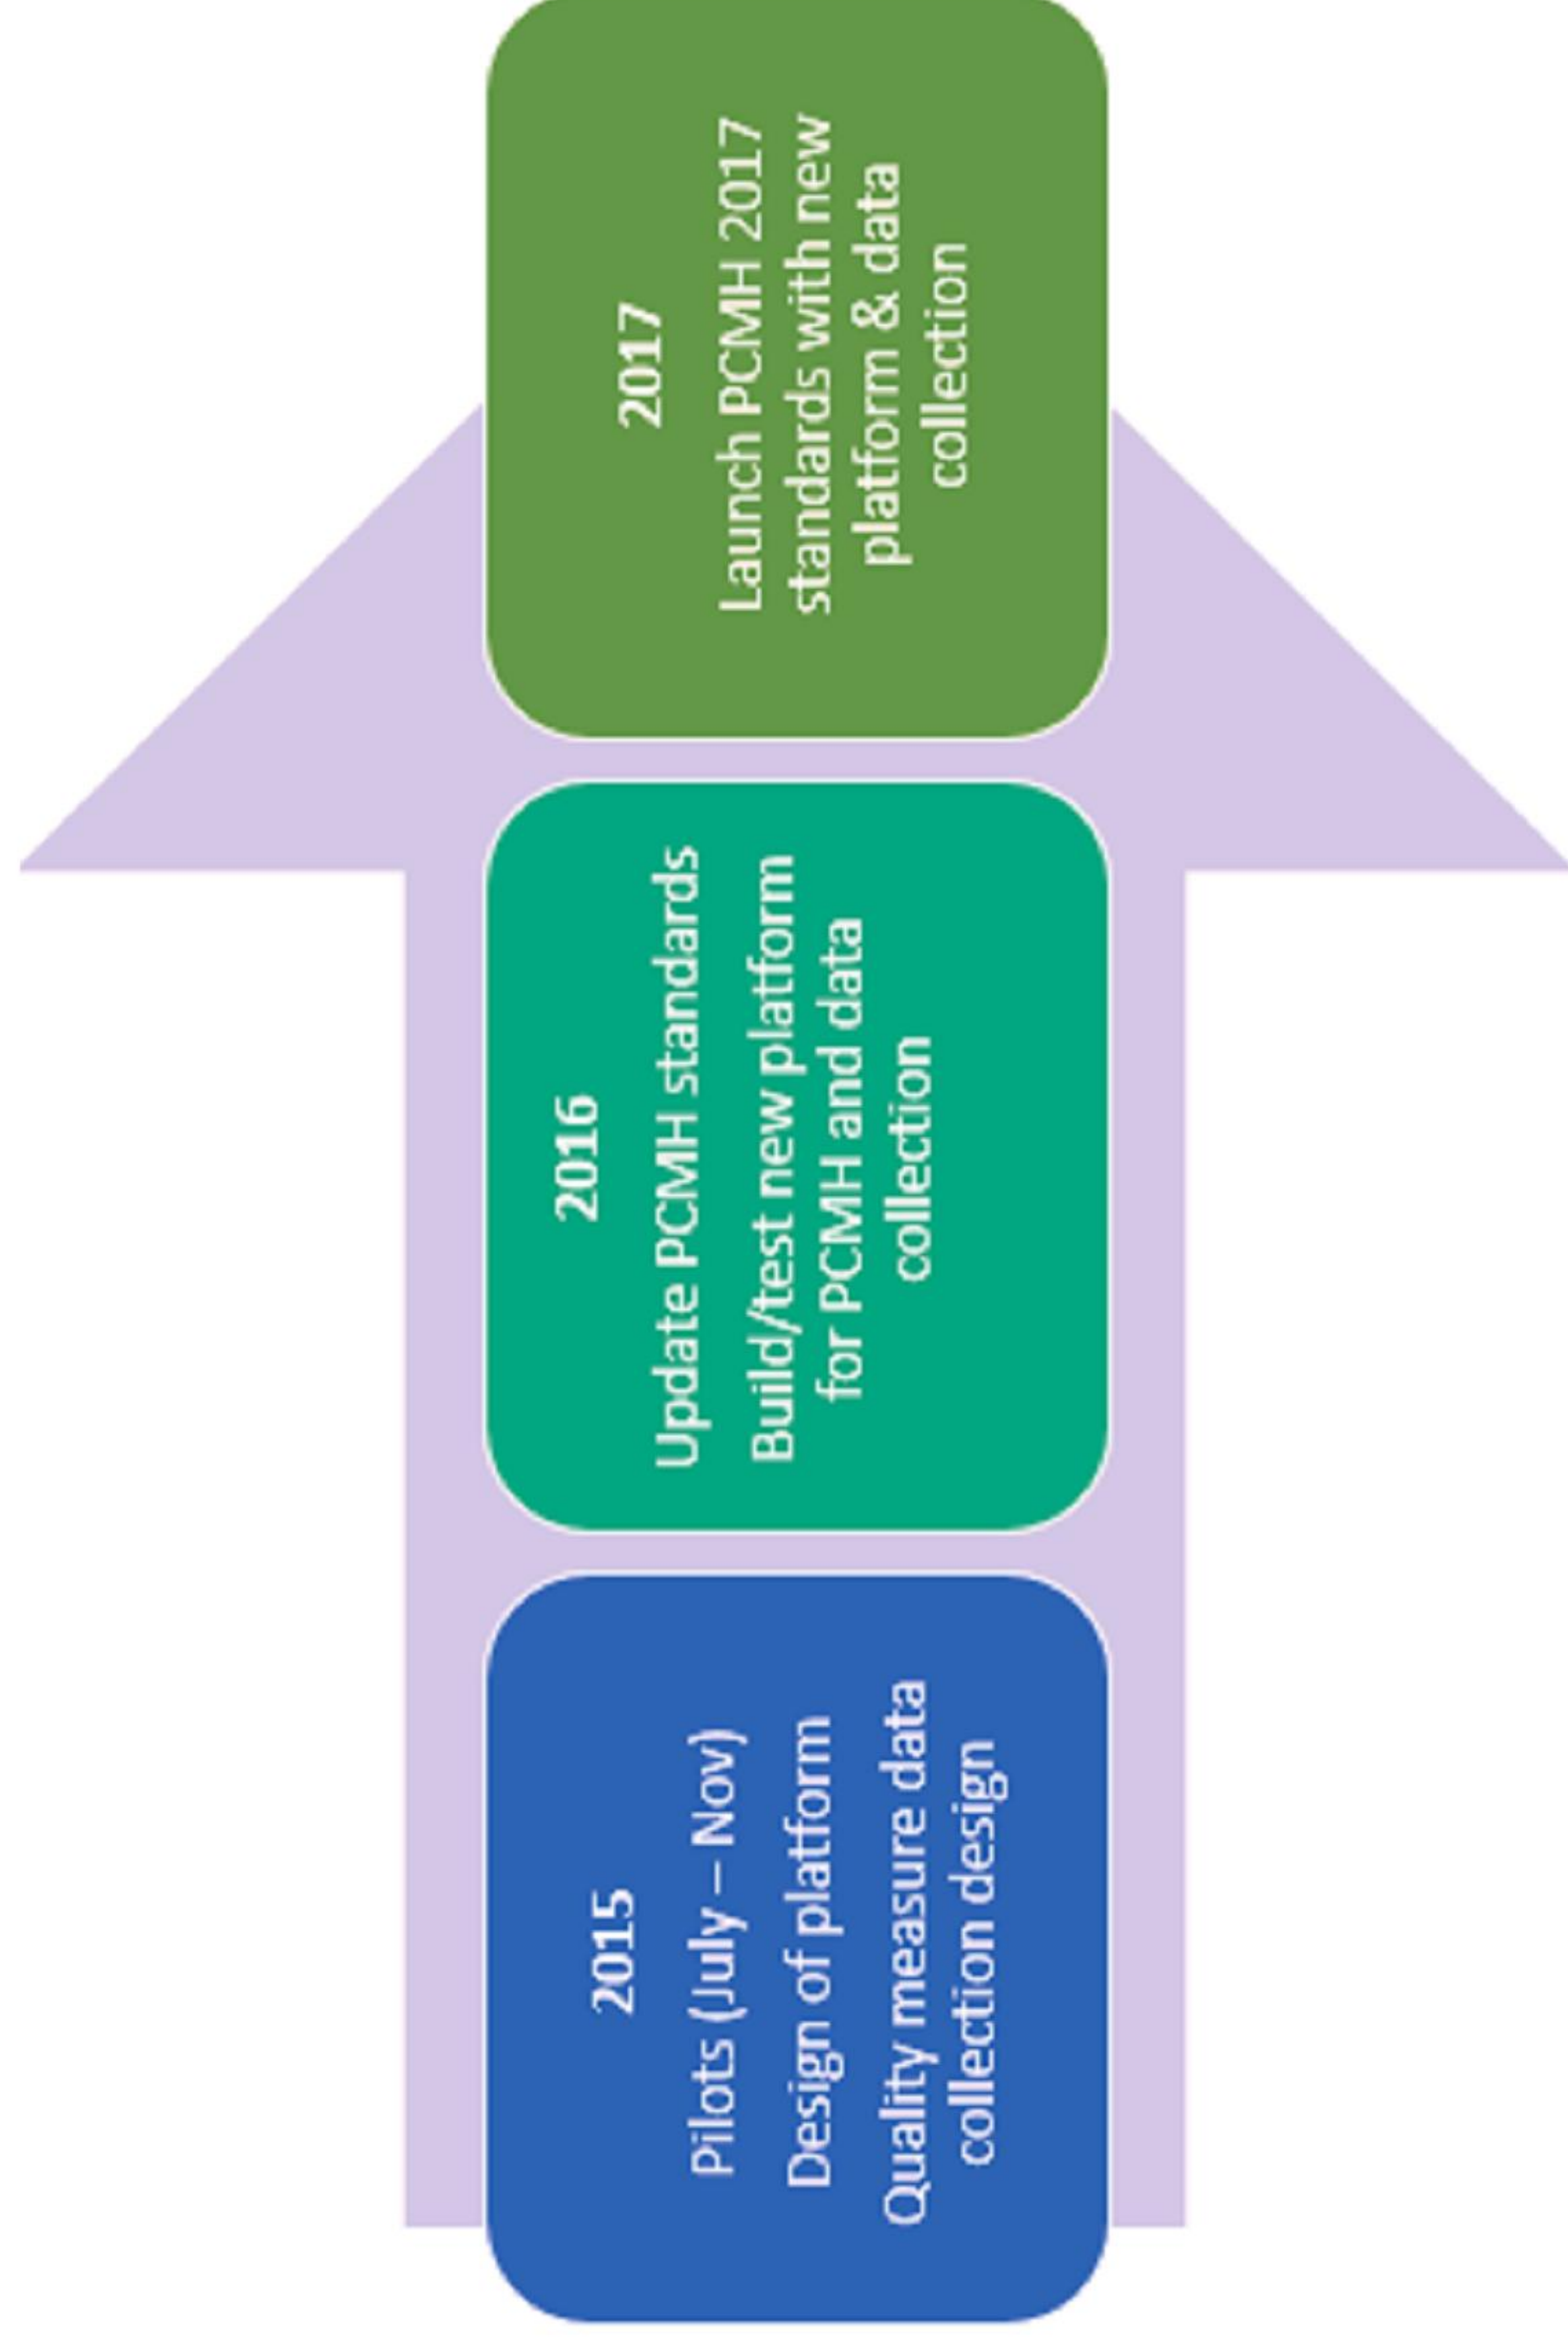 2015
Pilots (July – Nov)
Design of platform
Quality measure data
collection design
2016
Update PCMH standards
Build/test new platform
for PCMH and data
collection
2017
Launch PCMH 2017
standards with new
platform & data
collection